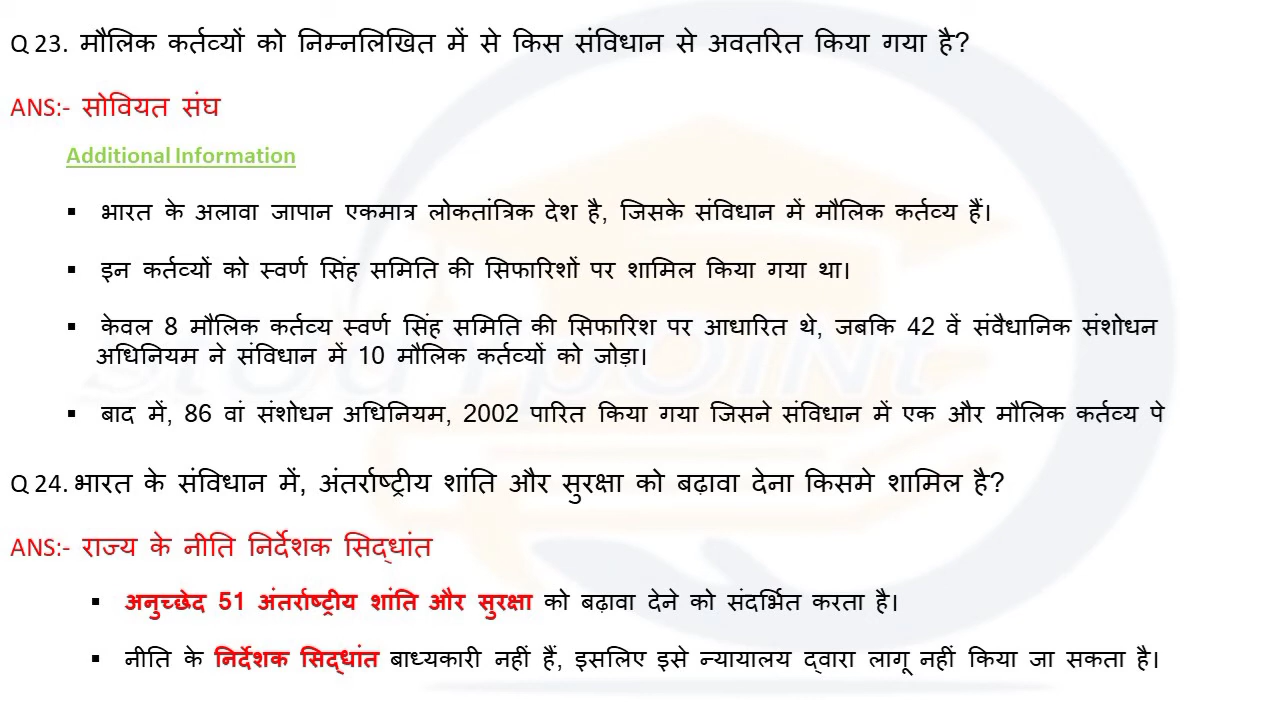 Q 23. मौलिक कर्तव्यों को निम्नलिखित में से किस संविधान से अवतरित किया गया है?
ANS:- सोवियत संघ
Additional Information
▪ भारत के अलावा जापान एकमात्र लोकतांत्रिक देश है, जिसके संविधान में मौलिक कर्तव्य हैं।
▪ इन कर्तव्यों को स्वर्ण सिंह समिति की सिफारिशों पर शामिल किया गया था।
▪ केवल 8 मौलिक कर्तव्य स्वर्ण सिंह समिति की सिफारिश पर आधारित थे, जबकि 42 वें संवैधानिक संशोधन
अधिनियम ने संविधान में 10 मौलिक कर्तव्यों को जोड़ा।
▪ बाद में, 86 वां संशोधन अधिनियम, 2002 पारित किया गया जिसने संविधान में एक और मौलिक कर्तव्य पे
Q 24. भारत के संविधान में, अंतर्राष्ट्रीय शांति और सुरक्षा को बढ़ावा देना किसमे शामिल है?
ANS:- राज्य के नीति निर्देशक सिद्धांत
▪ अनुच्छेद 51 अंतर्राष्ट्रीय शांति और सुरक्षा को बढ़ावा देने को संदर्भित करता है।
▪ नीति के निर्देशक सिद्धांत बाध्यकारी नहीं हैं, इसलिए इसे न्यायालय द्वारा लागू नहीं किया जा सकता है।